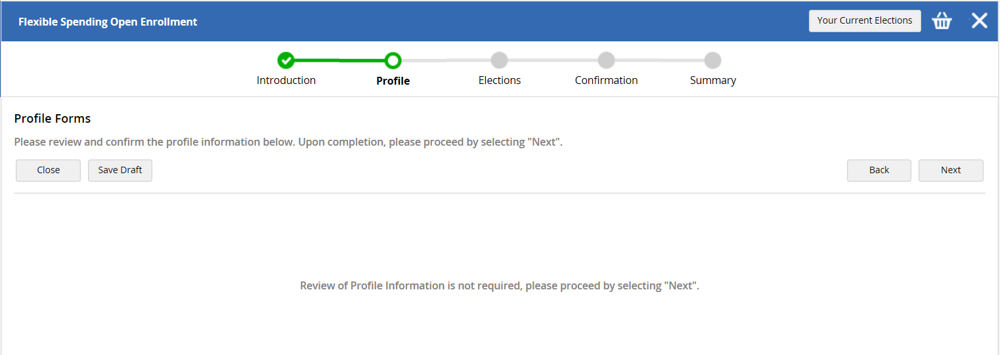 Flexible Spending Open Enrollment
Your Current Elections
Introduction
Profile
Elections
Confirmation
Summary
Profile Forms
Please review and confirm the profile information below. Upon completion, please proceed by selecting "Next".
Close
Save Draft
Back
Next
Review of Profile Information is not required, please proceed by selecting "Next".